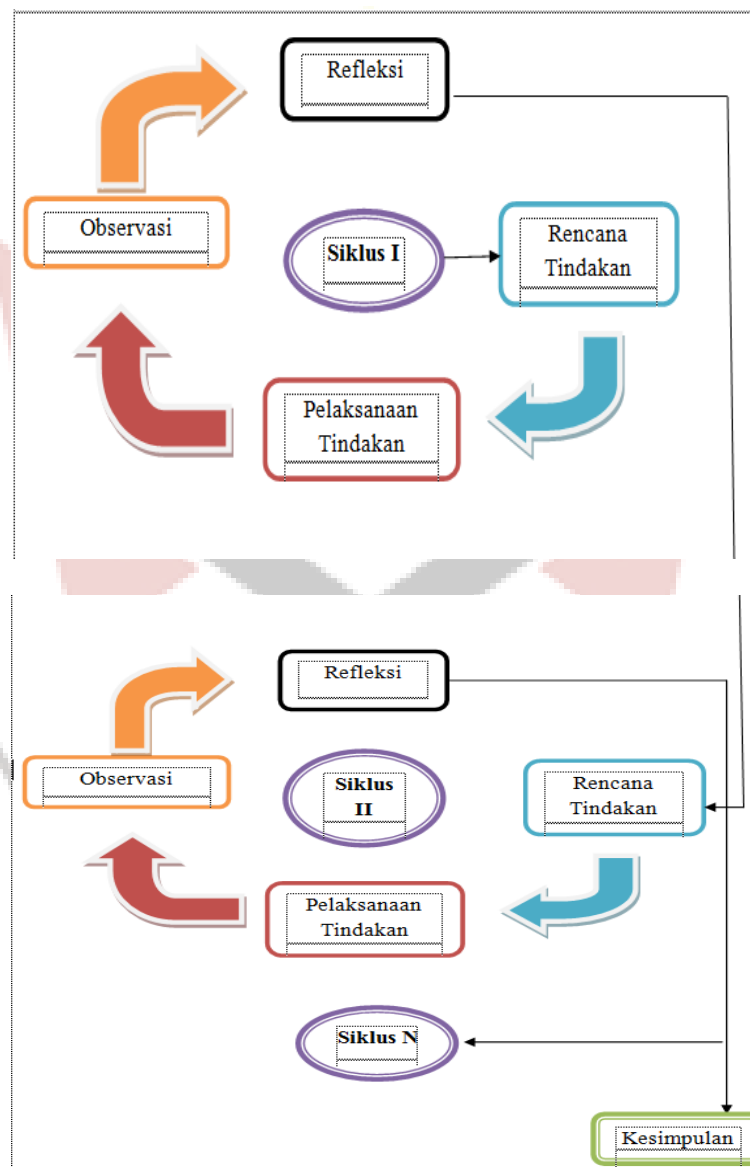 Refleksi
Observasi
Siklus I
Rencana
Tindakan
Pelaksanaan
Tindakan
Refleksi
Observasi
Siklus
II
Rencana
Tindakan
Pelaksanaan
Tindakan
Siklus N
Kesimpulan